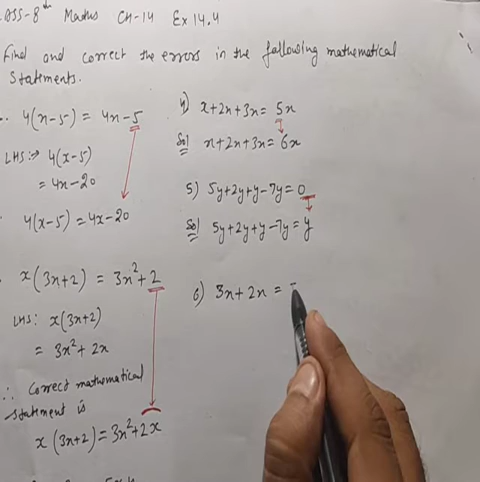 ASS-8th Maths CH-14 Ex 14.4
Find and correct the errors in the following mathematical
Statements.
4(x-5) = 4x-5
LHS:→ 4(x-5)
= 4x-20
4(x-5) = 4x-20
x(3x+2) = 3x²+2
LHS: x(3x+2)
= 3x²+2x
∴ Correct mathematical
statement is
x(3x+2) = 3x²+2x
4) x+2x+3x = 5x
Sol x+2x+3x = 6x
5) 5y+2y+y-7y = 0
Sol 5y+2y+y-7y = y
6) 3x+2x =